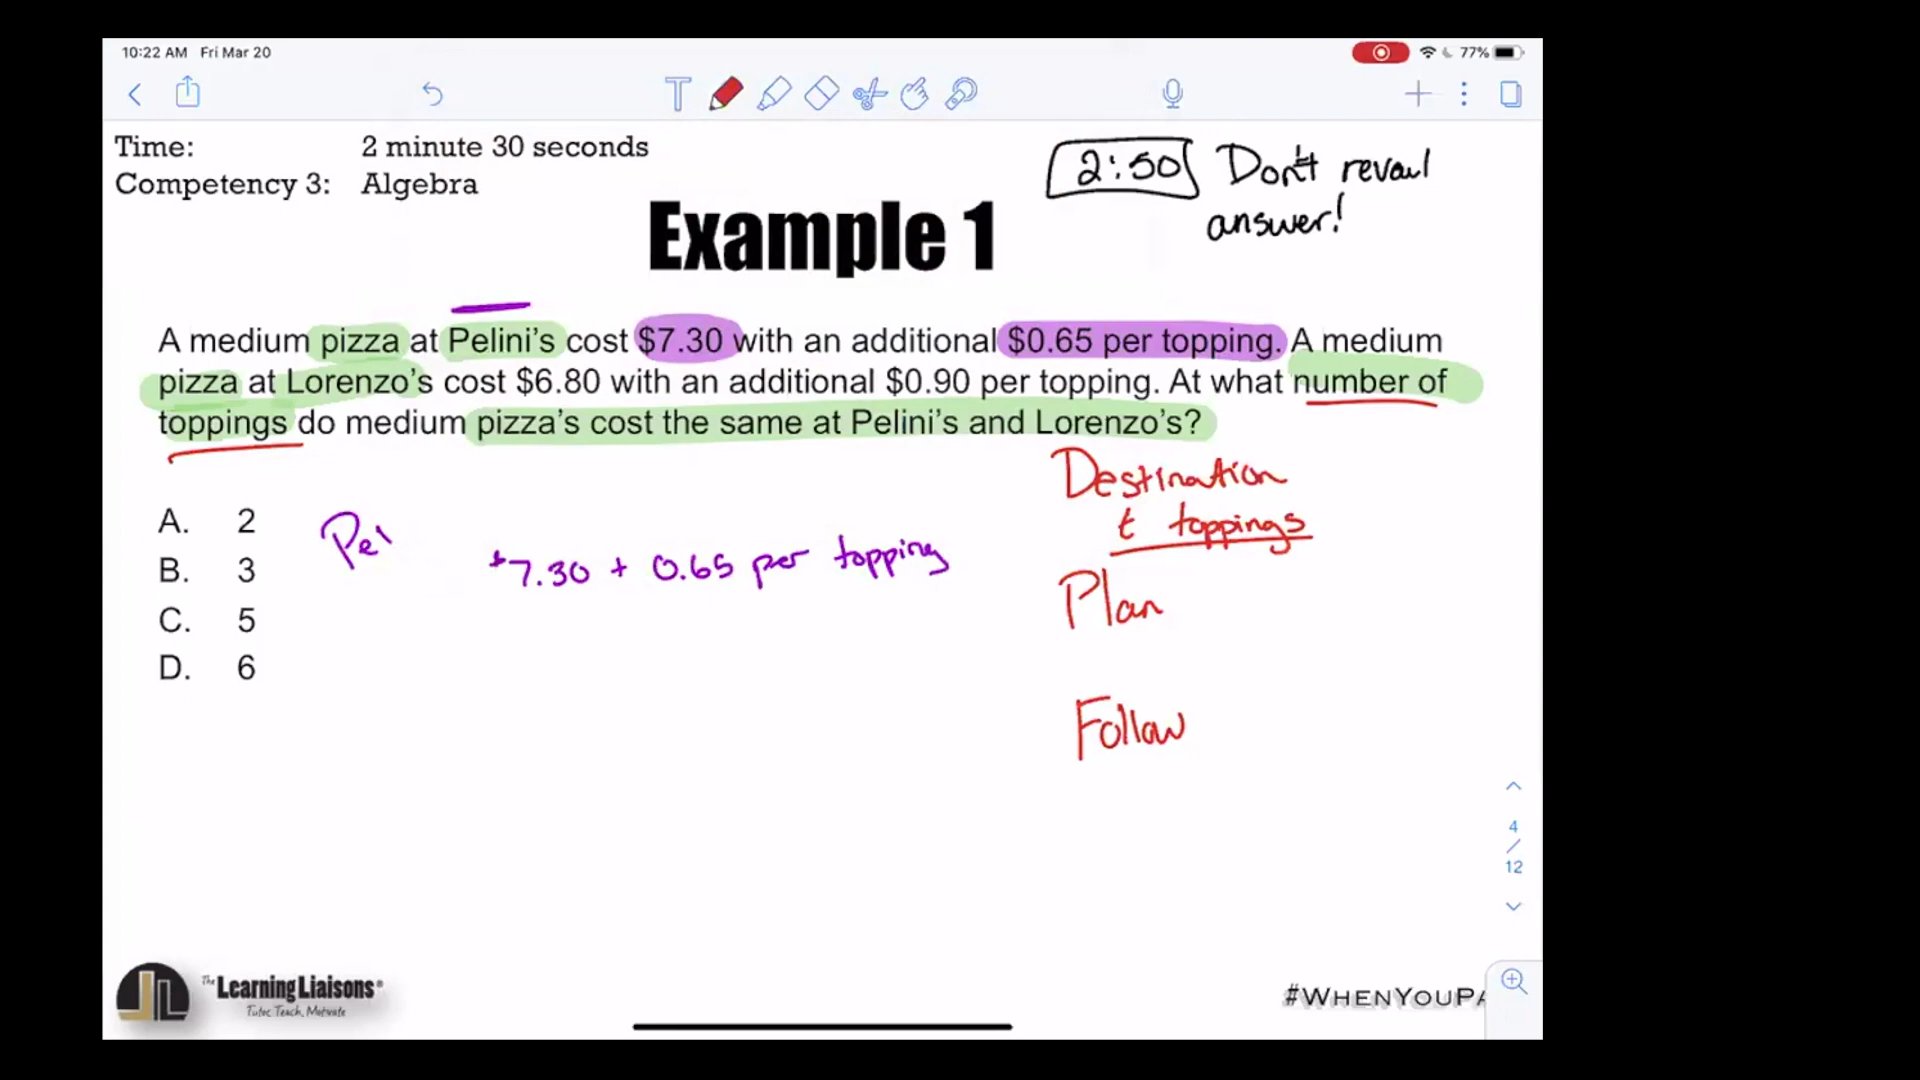 10:22 AM Fri Mar 20
77%
Time: 2 minute 30 seconds
Competency 3: Algebra
2:50 Don't reveal
answer!
Example 1
A medium pizza at Pelini's cost $7.30 with an additional $0.65 per topping. A medium
pizza at Lorenzo's cost $6.80 with an additional $0.90 per topping. At what number of
toppings do medium pizza's cost the same at Pelini's and Lorenzo's?
Destination
t toppings
A. 2
B. 3
C. 5
D. 6
Pel
$7.30 + 0.65 per topping
Plan
Follow
4
/
12
The Learning Liaisons®
Tutor, Teach, Motivate
#WHENYOUPA